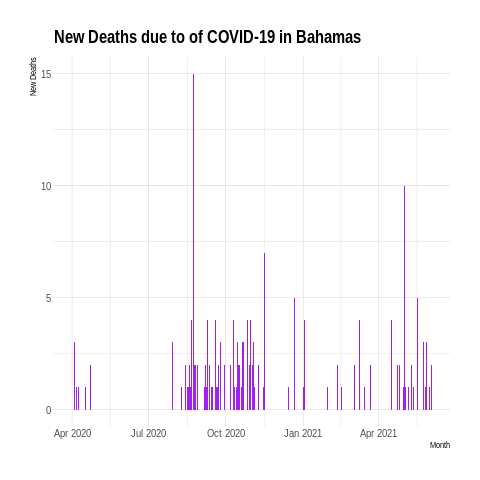 New Deaths due to of COVID-19 in Bahamas
New Deaths
15
10
5
0
Apr 2020 Jul 2020 Oct 2020 Jan 2021 Apr 2021
Month